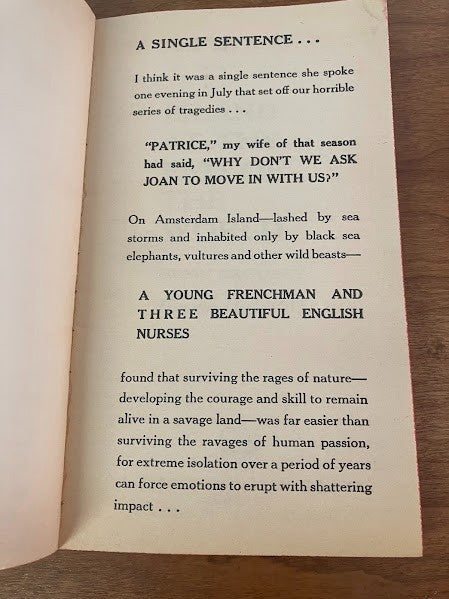 A SINGLE SENTENCE . . .
I think it was a single sentence she spoke
one evening in July that set off our horrible
series of tragedies . . .
"PATRICE," my wife of that season
had said, "WHY DON'T WE ASK
JOAN TO MOVE IN WITH US?"
On Amsterdam Island—lashed by sea
storms and inhabited only by black sea
elephants, vultures and other wild beasts—
A YOUNG FRENCHMAN AND
THREE BEAUTIFUL ENGLISH
NURSES
found that surviving the rages of nature—
developing the courage and skill to remain
alive in a savage land—was far easier than
surviving the ravages of human passion,
for extreme isolation over a period of years
can force emotions to erupt with shattering
impact . . .